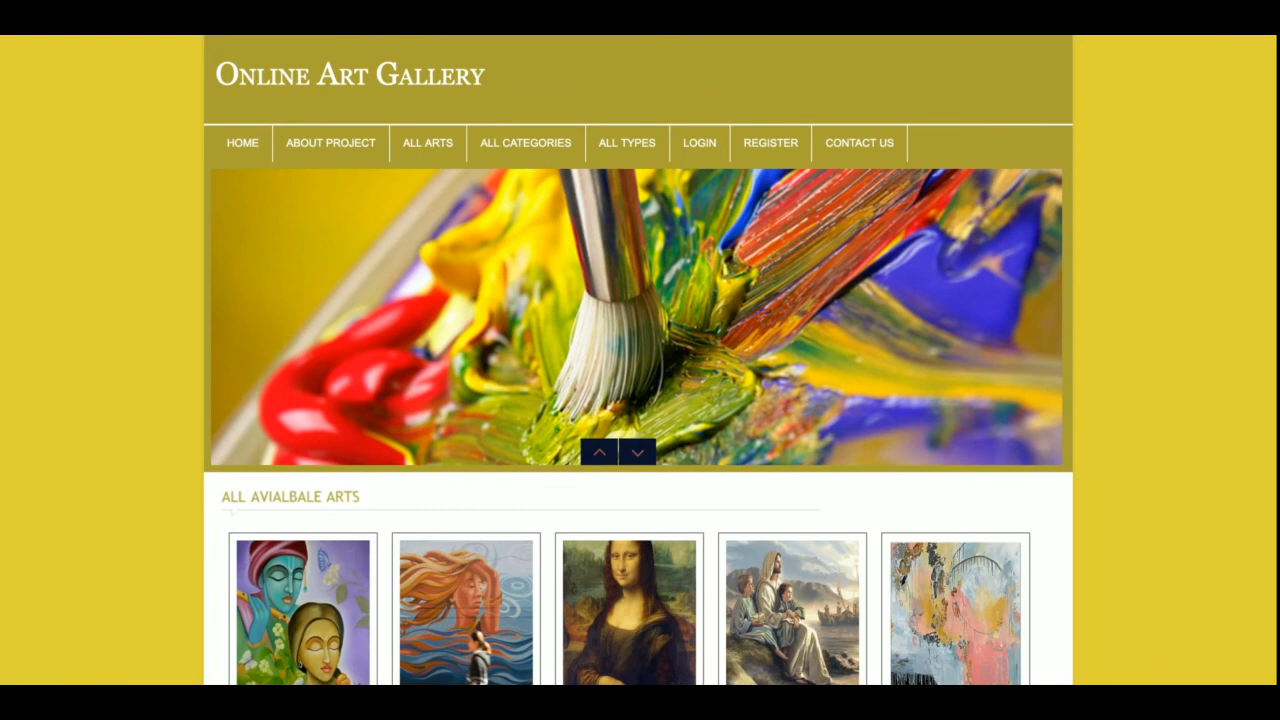 Online Art Gallery
HOME ABOUT PROJECT ALL ARTS ALL CATEGORIES ALL TYPES LOGIN REGISTER CONTACT US
ALL AVIALBALE ARTS